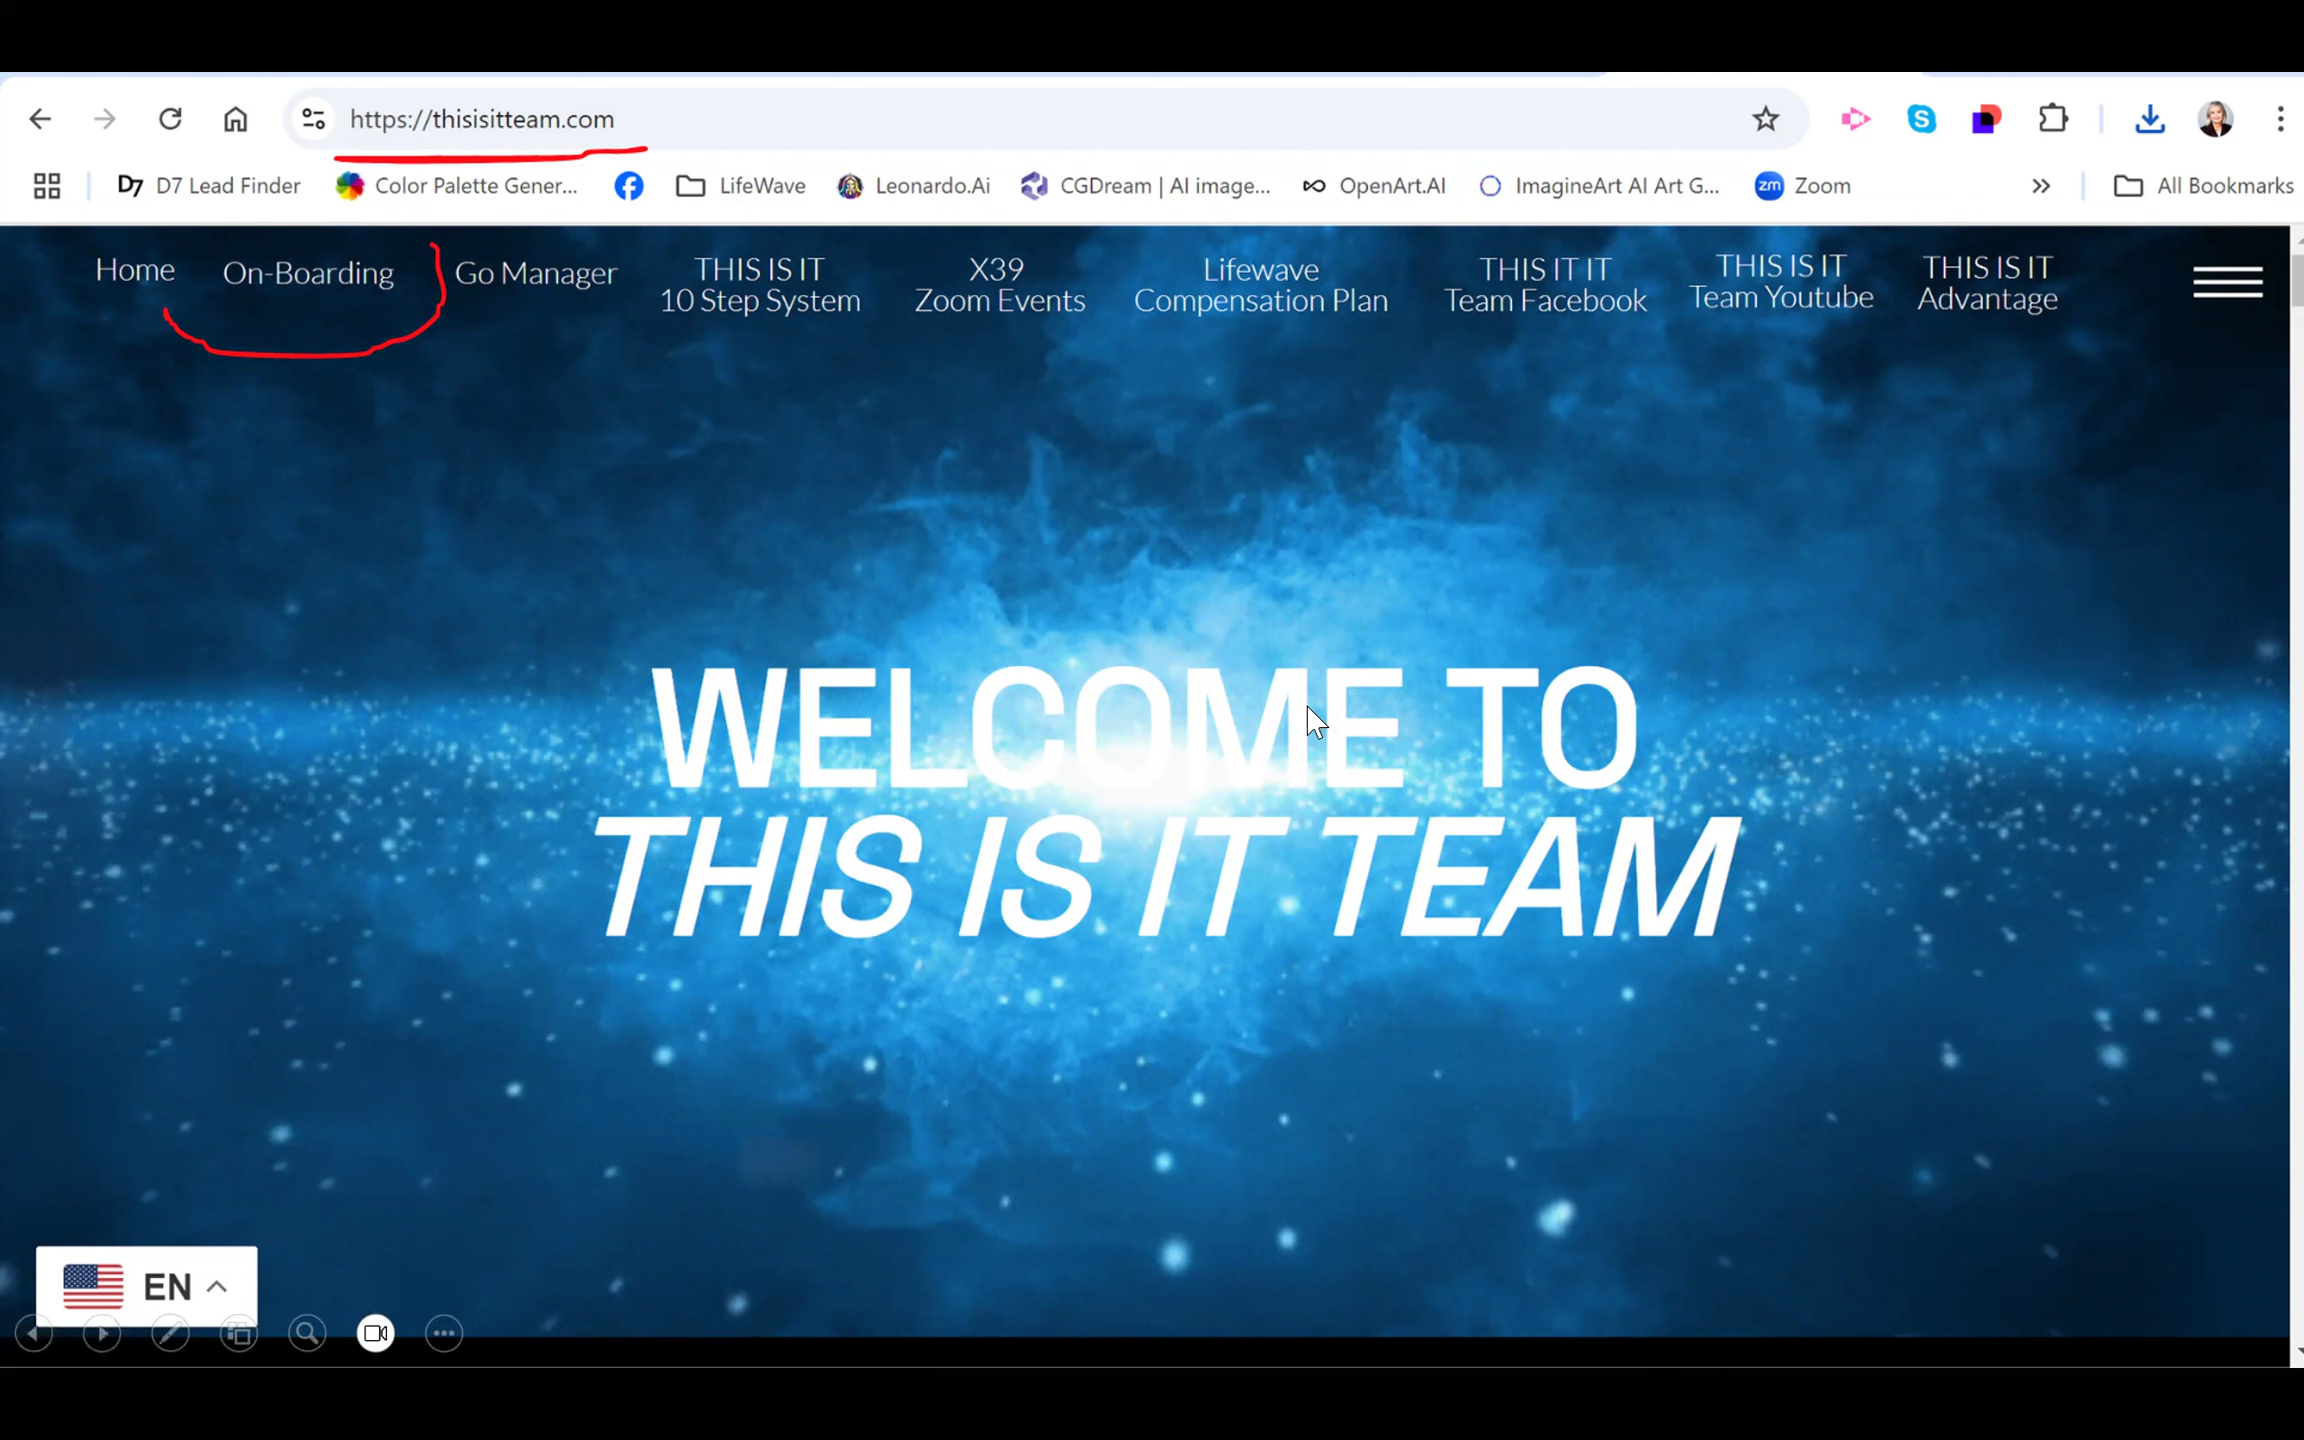 https://thisisitteam.com
D7 D7 Lead Finder Color Palette Gener... LifeWave Leonardo.Ai CGDream | AI image... OpenArt.AI ImagineArt AI Art G... zm Zoom All Bookmarks
Home On-Boarding Go Manager
THIS IS IT
10 Step System
X39
Zoom Events
Lifewave
Compensation Plan
THIS IT IT
Team Facebook
THIS IS IT
Team Youtube
THIS IS IT
Advantage
WELCOME TO
THIS IS IT TEAM
EN